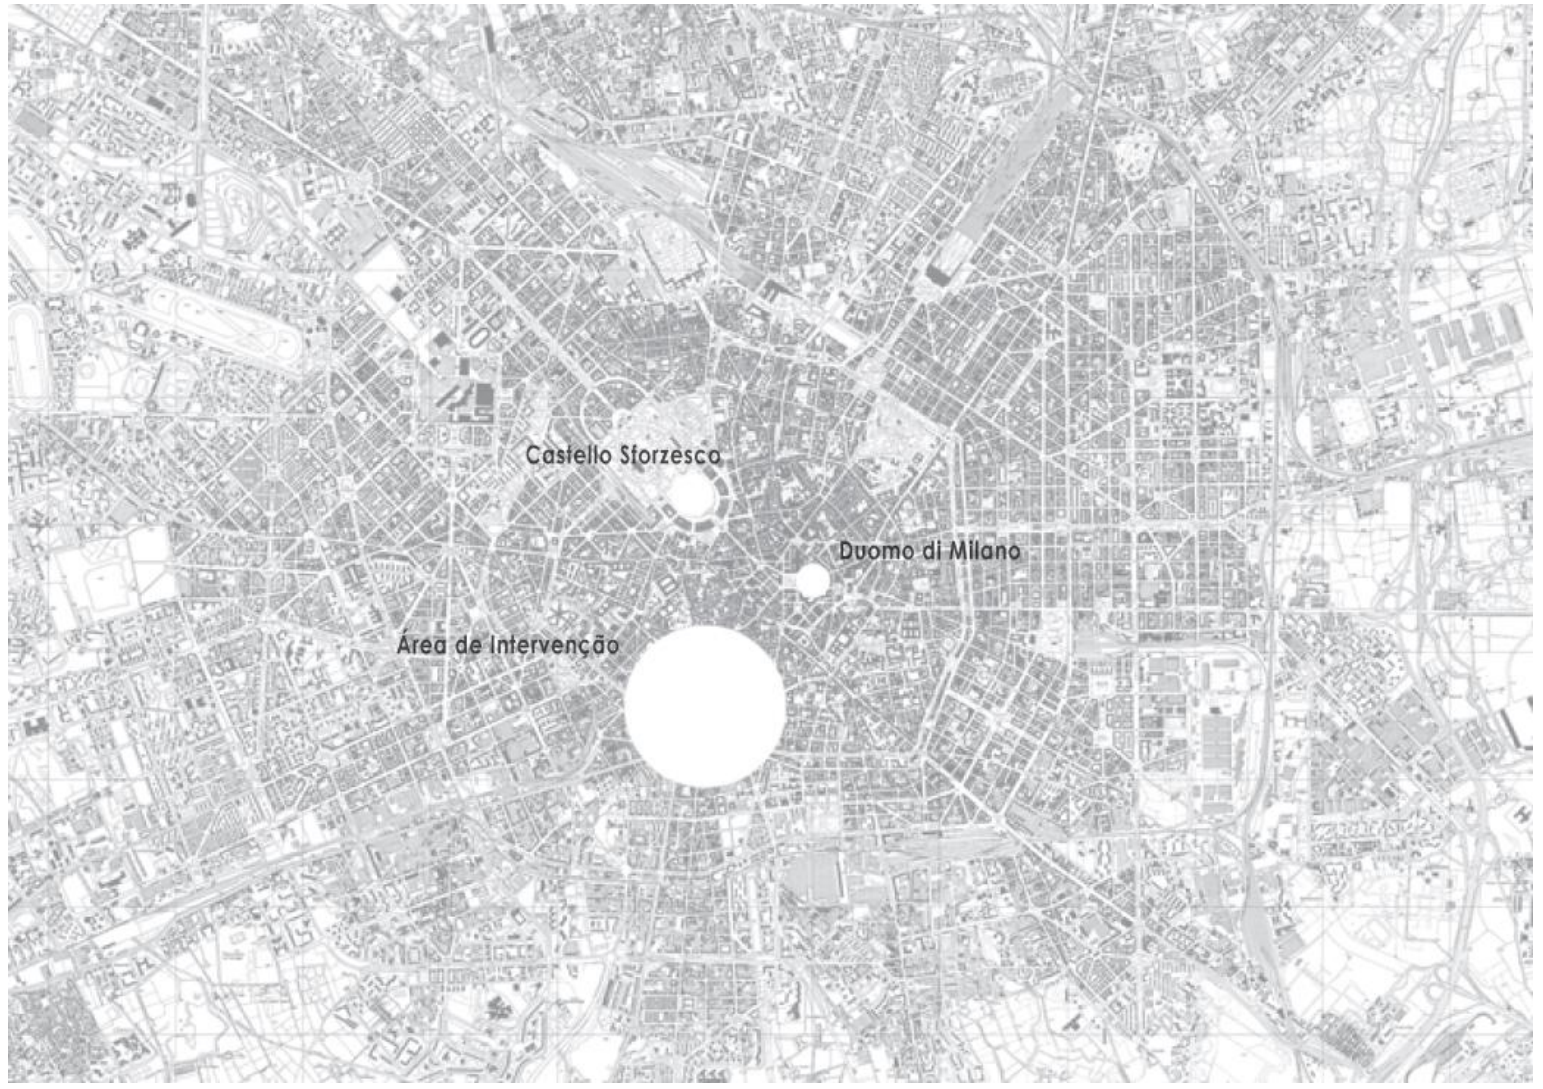 Castello Sforzesco
Duomo di Milano
Área de Intervenção